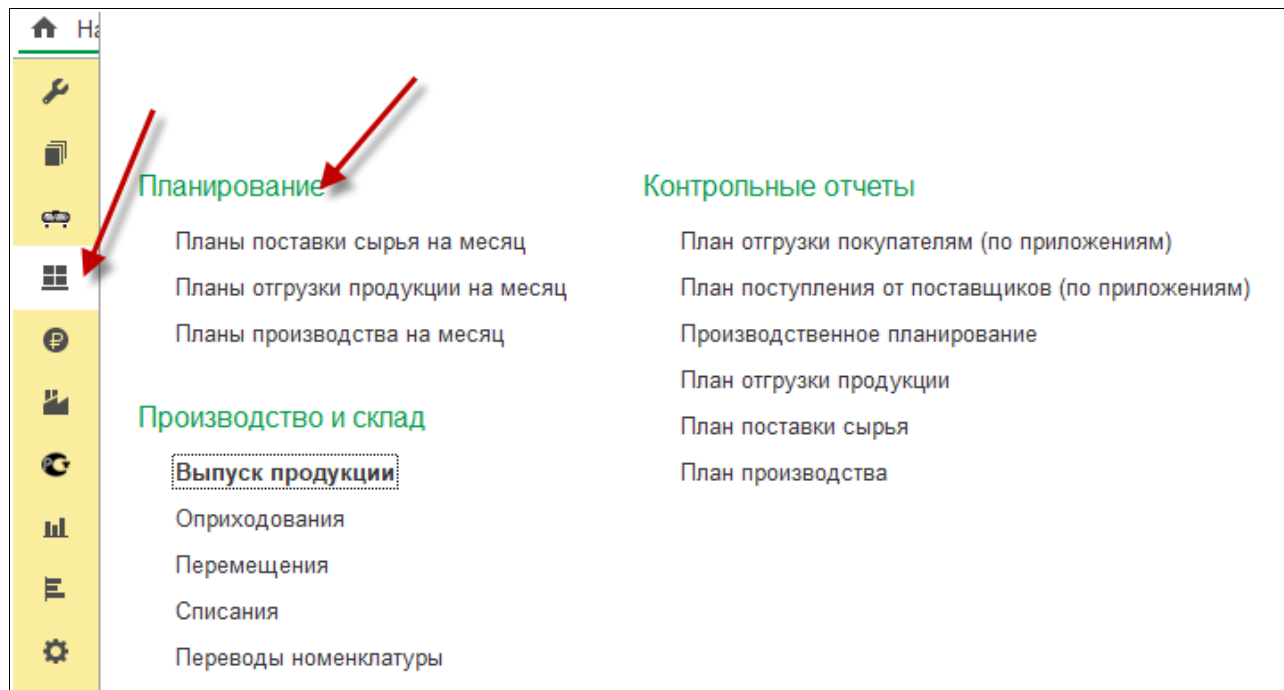 На
Планирование
Планы поставки сырья на месяц
Планы отгрузки продукции на месяц
Планы производства на месяц
Производство и склад
Выпуск продукции
Оприходования
Перемещения
Списания
Переводы номенклатуры
Контрольные отчеты
План отгрузки покупателям (по приложениям)
План поступления от поставщиков (по приложениям)
Производственное планирование
План отгрузки продукции
План поставки сырья
План производства